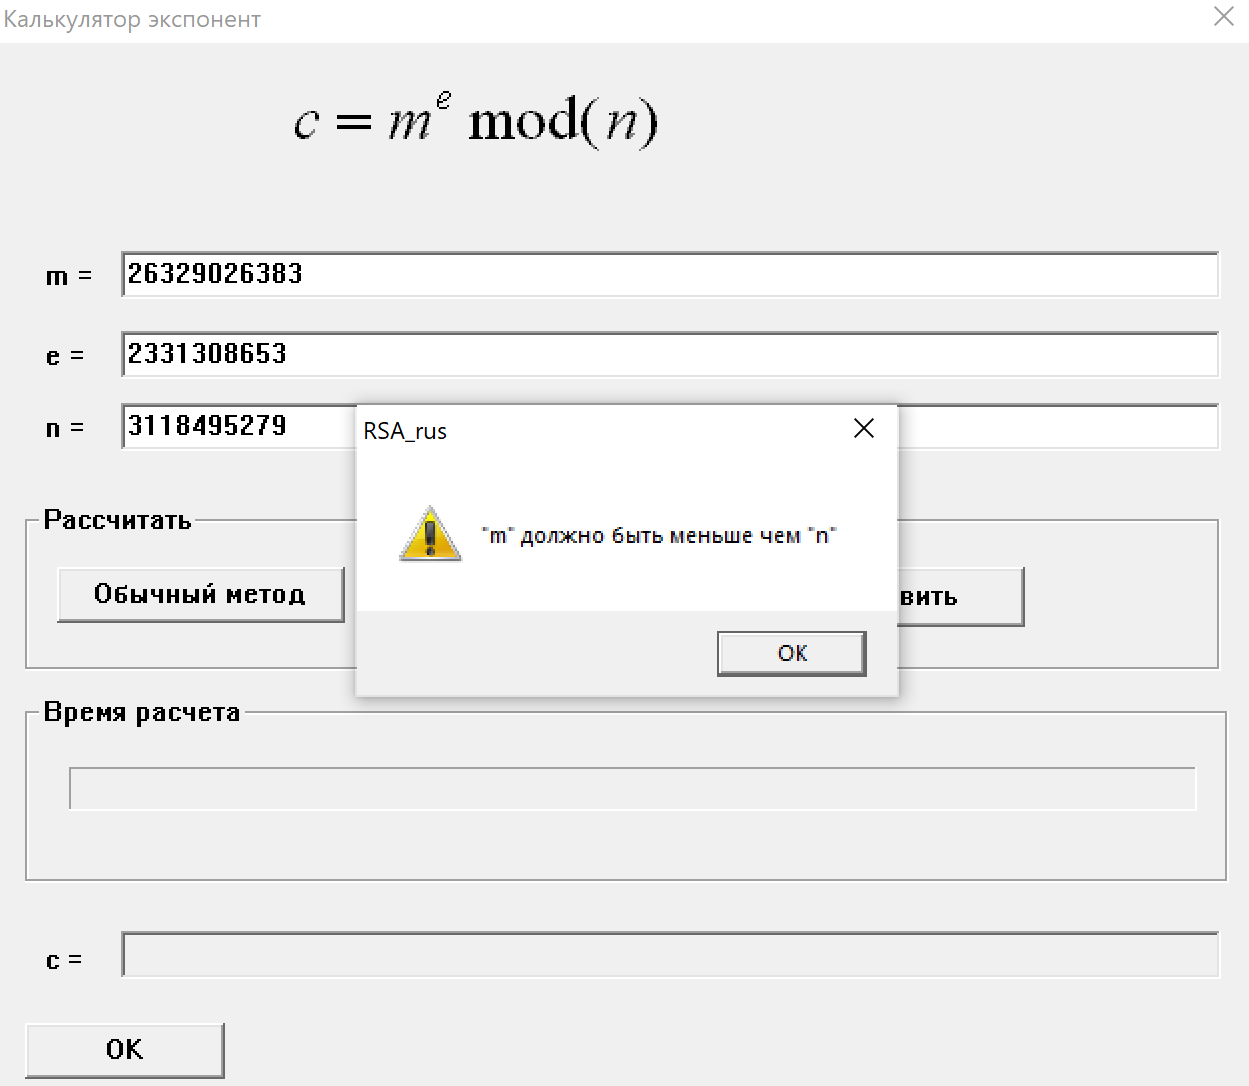 Калькулятор экспонент
c = m^e mod(n)
m = 26329026383
e = 2331308653
n = 3118495279
RSA_rus
"m" должно быть меньше чем "n"
OK
Рассчитать
Обычный метод
вить
Время расчета
c =
OK